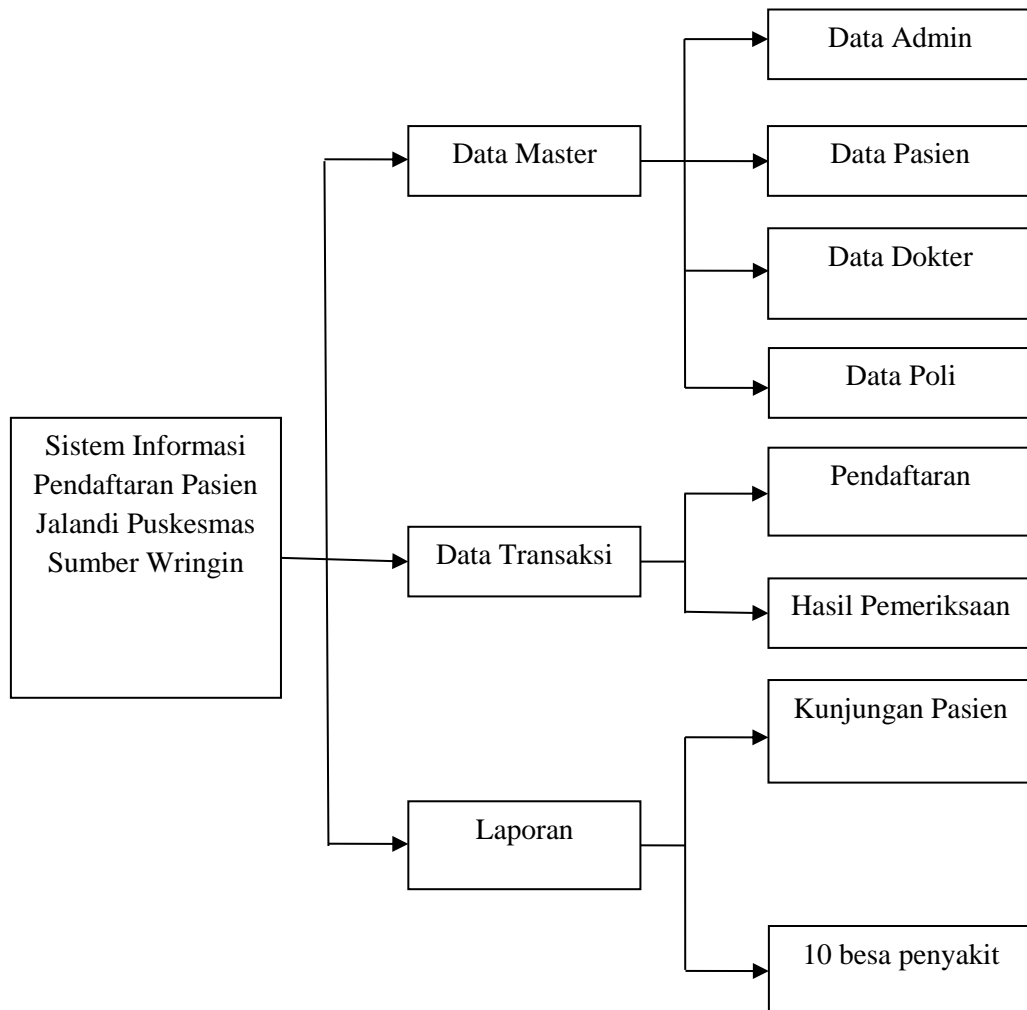 Data Admin
Data Master
Data Pasien
Data Dokter
Data Poli
Sistem Informasi
Pendaftaran Pasien
Jalandi Puskesmas
Sumber Wringin
Pendaftaran
Data Transaksi
Hasil Pemeriksaan
Kunjungan Pasien
Laporan
10 besa penyakit